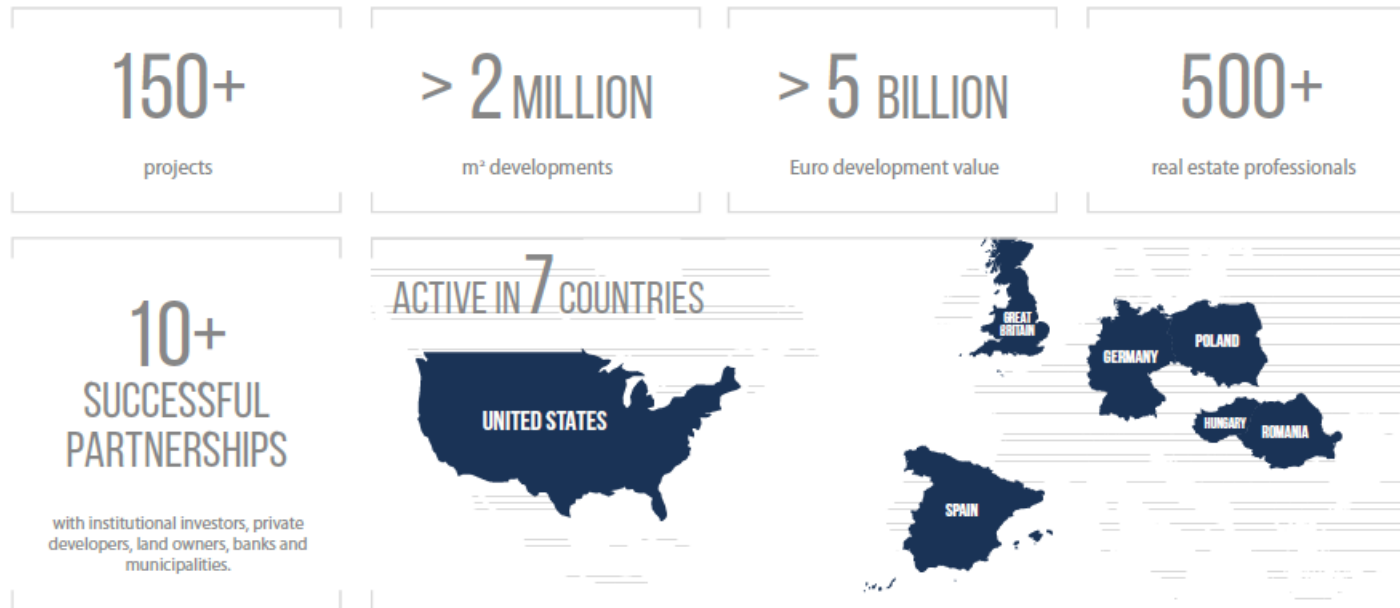 150+
projects
> 2 MILLION
m² developments
> 5 BILLION
Euro development value
500+
real estate professionals
10+
SUCCESSFUL
PARTNERSHIPS
with institutional investors, private
developers, land owners, banks and
municipalities.
ACTIVE IN 7 COUNTRIES
UNITED STATES
GREAT
BRITAIN
GERMANY
POLAND
HUNGARY
ROMANIA
SPAIN